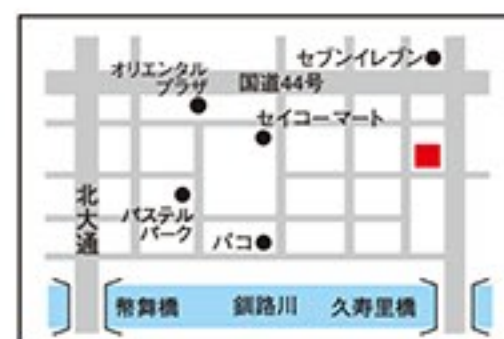 セブンイレブン
オリエンタル
プラザ
国道44号
セイコーマート
北大通
パステル
パーク
パコ
幣舞橋
釧路川
久寿里橋